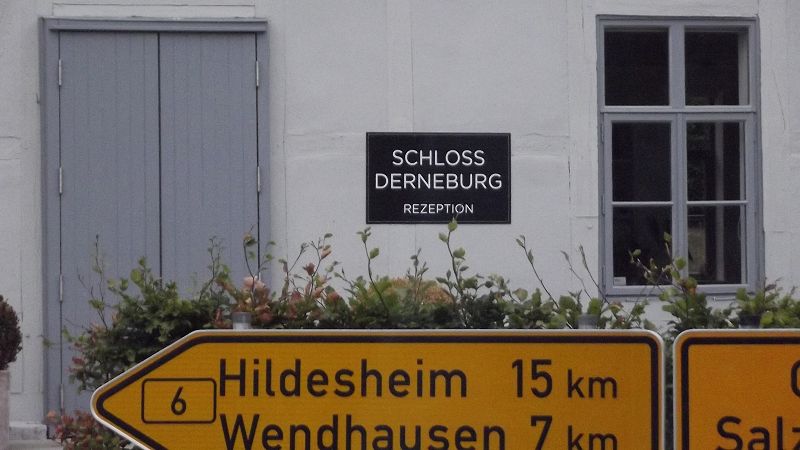 SCHLOSS
DERNEBURG
REZEPTION
6
Hildesheim 15 km
Wendhausen 7 km